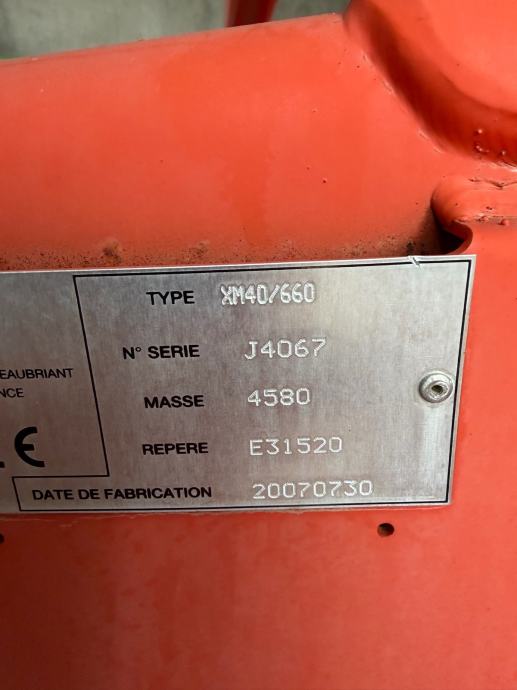 TYPE XM40/660
N° SERIE J4067
EAUBRIANT
NCE
MASSE 4580
REPERE E31520
CE
DATE DE FABRICATION 20070730